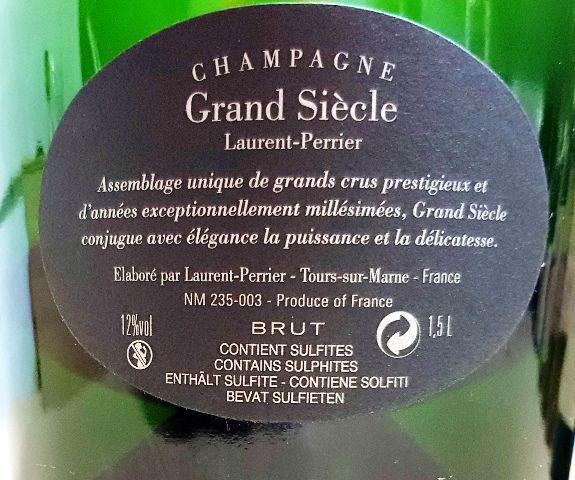 CHAMPAGNE
Grand Siècle
Laurent-Perrier
Assemblage unique de grands crus prestigieux et
d'années exceptionnellement millésimées, Grand Siècle
conjugue avec élégance la puissance et la délicatesse.
Elaboré par Laurent-Perrier - Tours-sur-Marne - France
NM 235-003 - Produce of France
12%vol BRUT 1,5 L
CONTIENT SULFITES
CONTAINS SULPHITES
ENTHÄLT SULFITE - CONTIENE SOLFITI
BEVAT SULFIETEN